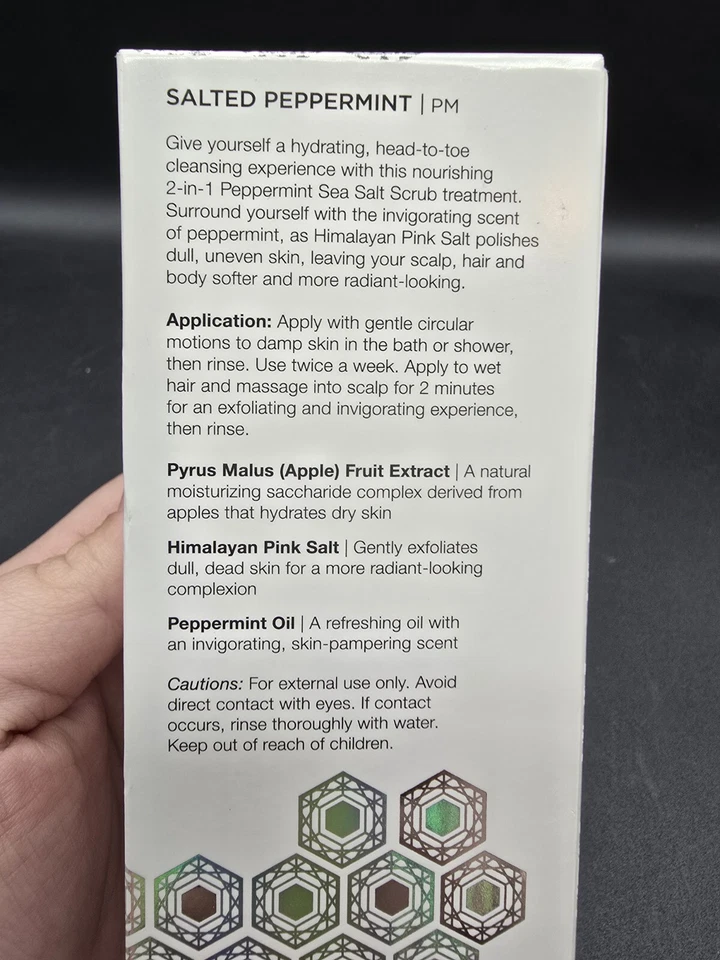 SALTED PEPPERMINT | PM
Give yourself a hydrating, head-to-toe
cleansing experience with this nourishing
2-in-1 Peppermint Sea Salt Scrub treatment.
Surround yourself with the invigorating scent
of peppermint, as Himalayan Pink Salt polishes
dull, uneven skin, leaving your scalp, hair and
body softer and more radiant-looking.
Application: Apply with gentle circular
motions to damp skin in the bath or shower,
then rinse. Use twice a week. Apply to wet
hair and massage into scalp for 2 minutes
for an exfoliating and invigorating experience,
then rinse.
Pyrus Malus (Apple) Fruit Extract | A natural
moisturizing saccharide complex derived from
apples that hydrates dry skin
Himalayan Pink Salt | Gently exfoliates
dull, dead skin for a more radiant-looking
complexion
Peppermint Oil | A refreshing oil with
an invigorating, skin-pampering scent
Cautions: For external use only. Avoid
direct contact with eyes. If contact
occurs, rinse thoroughly with water.
Keep out of reach of children.